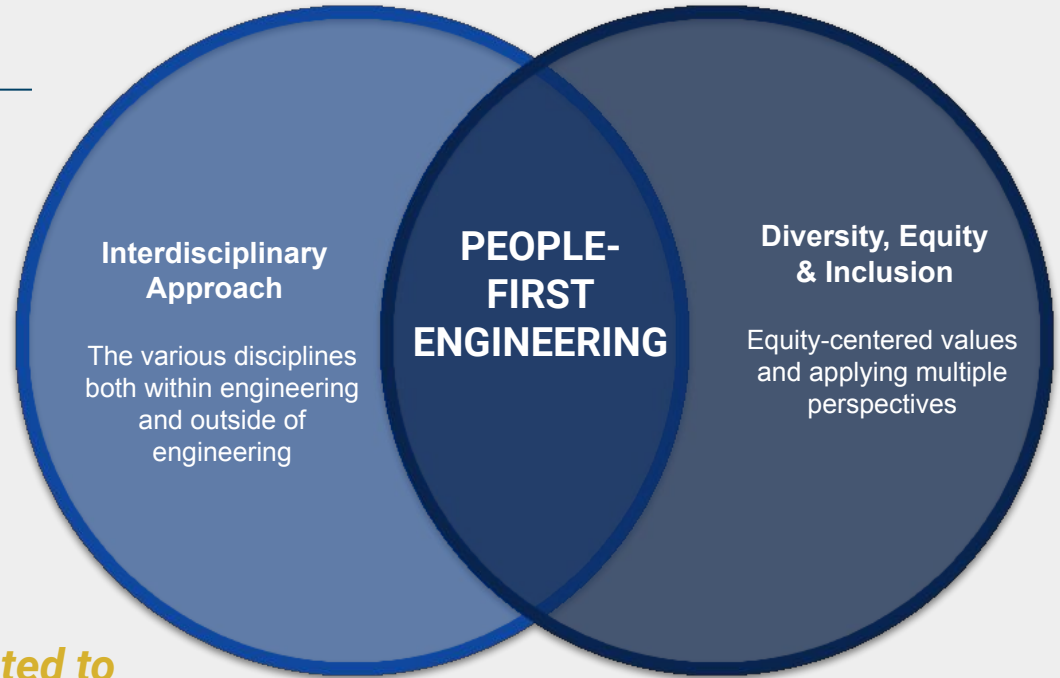 Interdisciplinary
Approach
The various disciplines
both within engineering
and outside of
engineering
PEOPLE-
FIRST
ENGINEERING
Diversity, Equity
& Inclusion
Equity-centered values
and applying multiple
perspectives
ted to